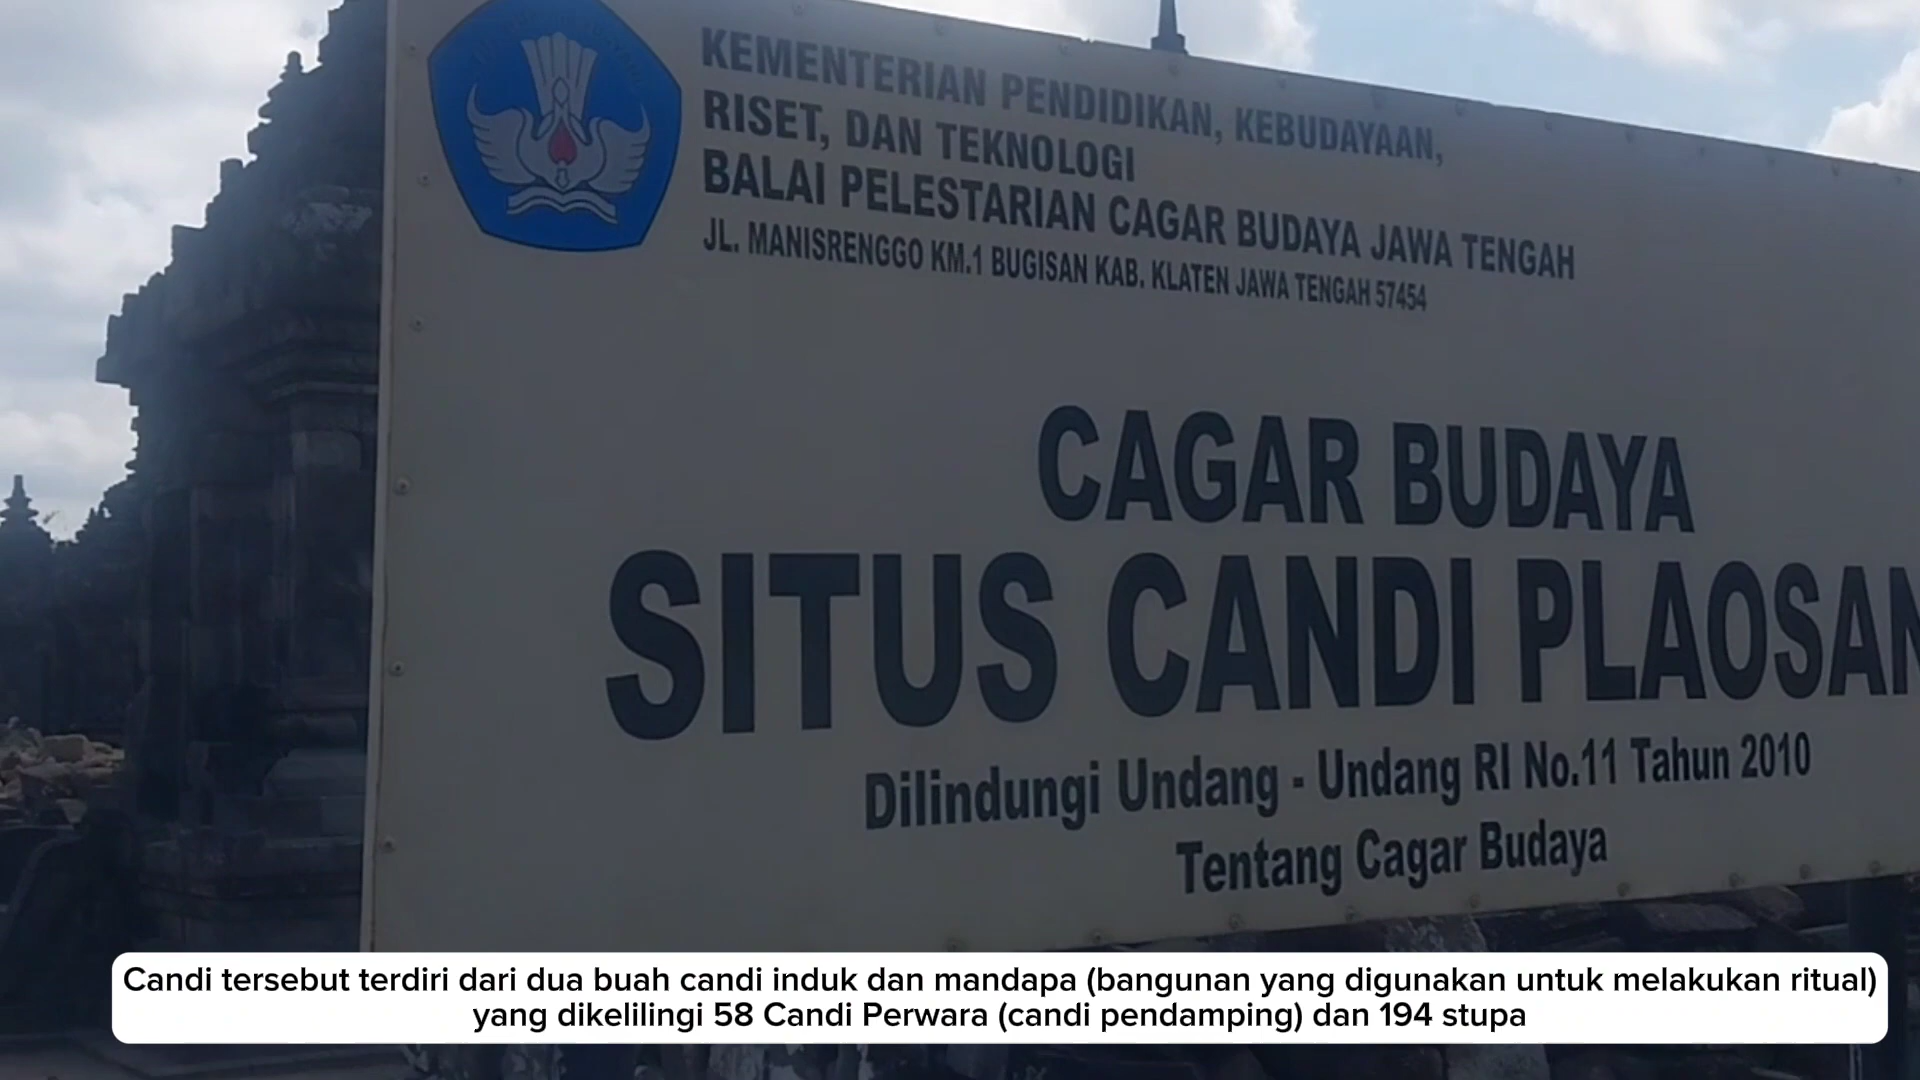 KEMENTERIAN PENDIDIKAN, KEBUDAYAAN,
RISET, DAN TEKNOLOGI
BALAI PELESTARIAN CAGAR BUDAYA JAWA TENGAH
JL. MANISRENGGO KM.1 BUGISAN KAB. KLATEN JAWA TENGAH 57454
CAGAR BUDAYA
SITUS CANDI PLAOSAN
Dilindungi Undang - Undang RI No.11 Tahun 2010
Tentang Cagar Budaya
Candi tersebut terdiri dari dua buah candi induk dan mandapa (bangunan yang digunakan untuk melakukan ritual)
yang dikelilingi 58 Candi Perwara (candi pendamping) dan 194 stupa